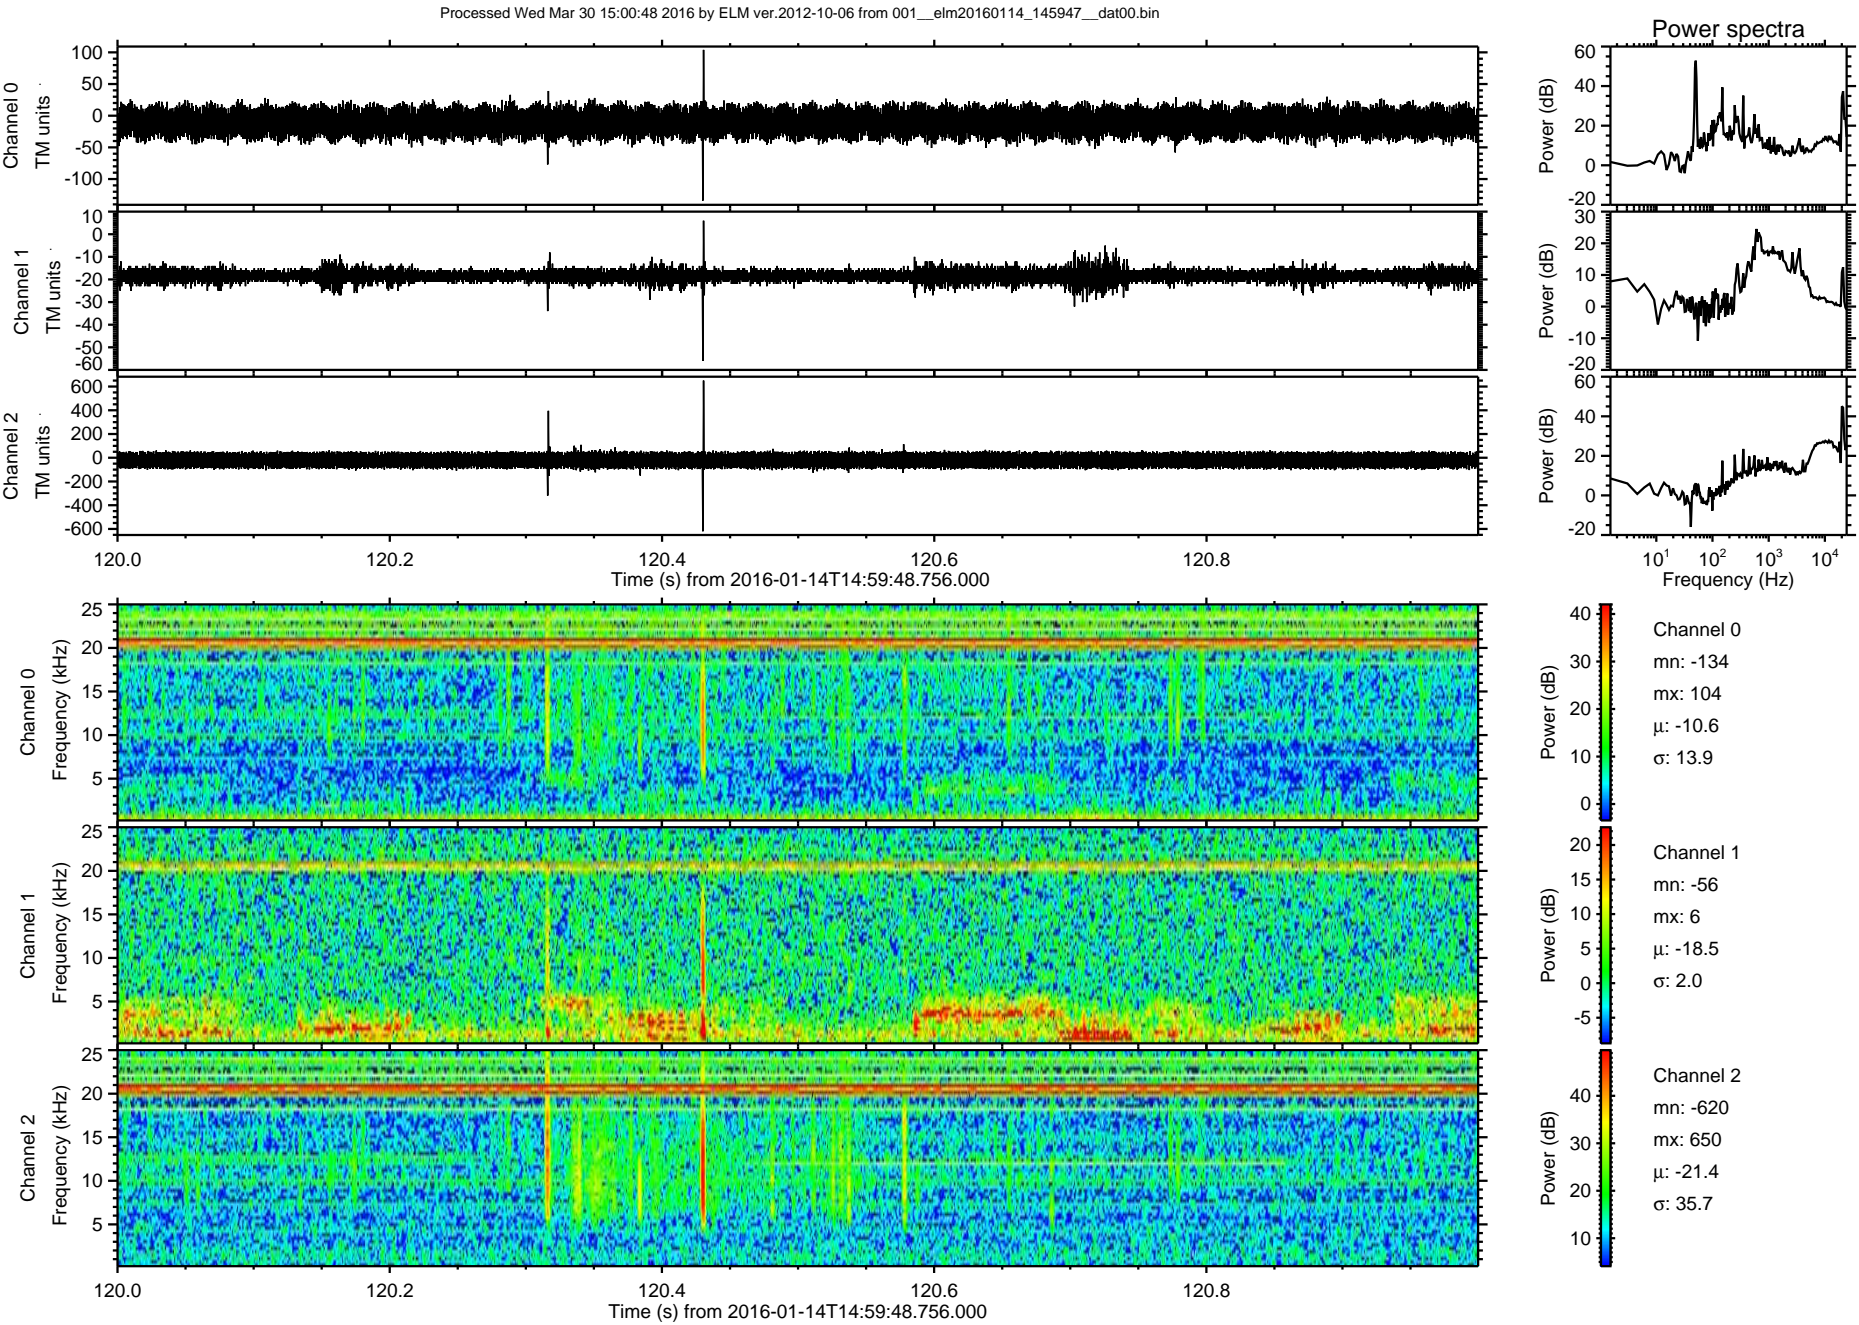 Processed Wed Mar 30 15:00:48 2016 by ELM ver.2012-10-06 from 001__elm20160114_145947__dat00.bin
Power spectra
Channel 0
TM units
100
50
0
-50
-100
Power (dB)
60
40
20
0
-20
Channel 1
TM units
10
0
-10
-20
-30
-40
-50
-60
Power (dB)
30
20
10
0
-10
-20
Channel 2
TM units
600
400
200
0
-200
-400
-600
Power (dB)
60
40
20
0
-20
120.0 120.2 120.4 120.6 120.8
Time (s) from 2016-01-14T14:59:48.756.000
10¹ 10² 10³ 10⁴
Frequency (Hz)
Channel 0
Frequency (kHz)
25
20
15
10
5
Power (dB)
40
30
20
10
0
Channel 0
mn: -134
mx: 104
μ: -10.6
σ: 13.9
Channel 1
Frequency (kHz)
25
20
15
10
5
Power (dB)
20
15
10
5
0
-5
Channel 1
mn: -56
mx: 6
μ: -18.5
σ: 2.0
Channel 2
Frequency (kHz)
25
20
15
10
5
Power (dB)
40
30
20
10
Channel 2
mn: -620
mx: 650
μ: -21.4
σ: 35.7
120.0 120.2 120.4 120.6 120.8
Time (s) from 2016-01-14T14:59:48.756.000